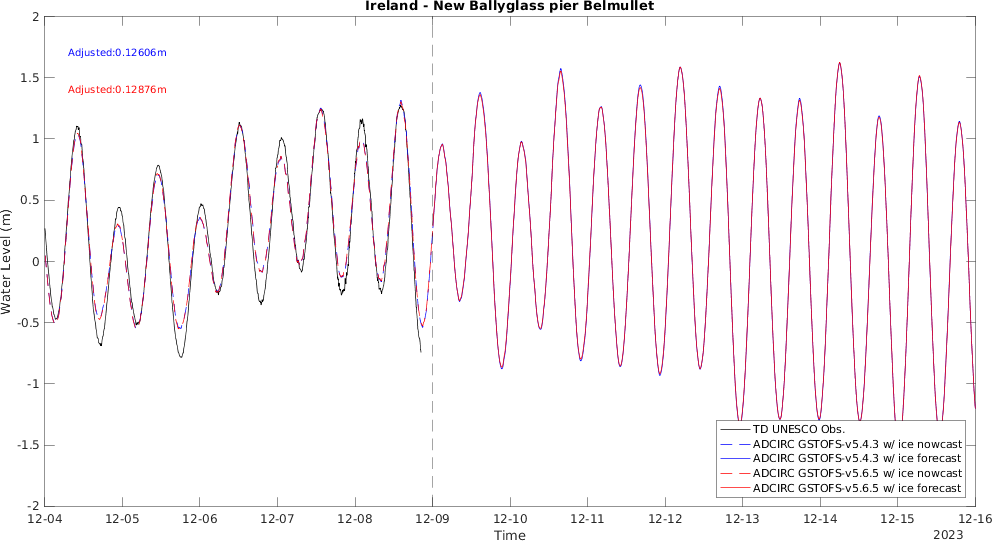 Ireland - New Ballyglass pier Belmullet
2
1.5
1
0.5
0
-0.5
-1
-1.5
-2
Water Level (m)
Adjusted:0.12606m
Adjusted:0.12876m
TD UNESCO Obs.
ADCIRC GSTOFS-v5.4.3 w/ ice nowcast
ADCIRC GSTOFS-v5.4.3 w/ ice forecast
ADCIRC GSTOFS-v5.6.5 w/ ice nowcast
ADCIRC GSTOFS-v5.6.5 w/ ice forecast
12-04 12-05 12-06 12-07 12-08 12-09 12-10 12-11 12-12 12-13 12-14 12-15 12-16
Time
2023